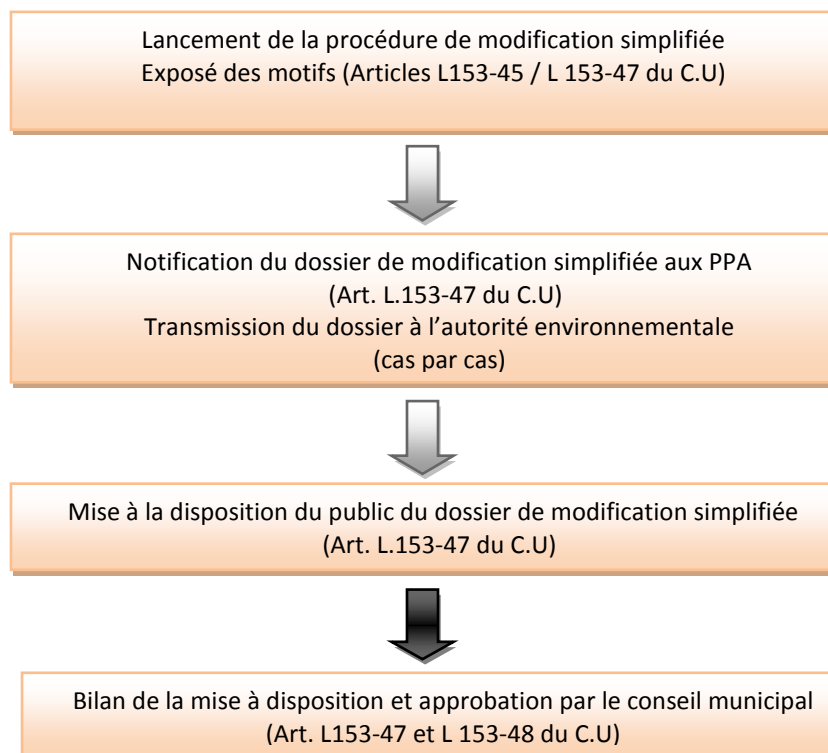 Lancement de la procédure de modification simplifiée
Exposé des motifs (Articles L153-45 / L 153-47 du C.U)
Notification du dossier de modification simplifiée aux PPA
(Art. L.153-47 du C.U)
Transmission du dossier à l’autorité environnementale
(cas par cas)
Mise à la disposition du public du dossier de modification simplifiée
(Art. L.153-47 du C.U)
Bilan de la mise à disposition et approbation par le conseil municipal
(Art. L153-47 et L 153-48 du C.U)